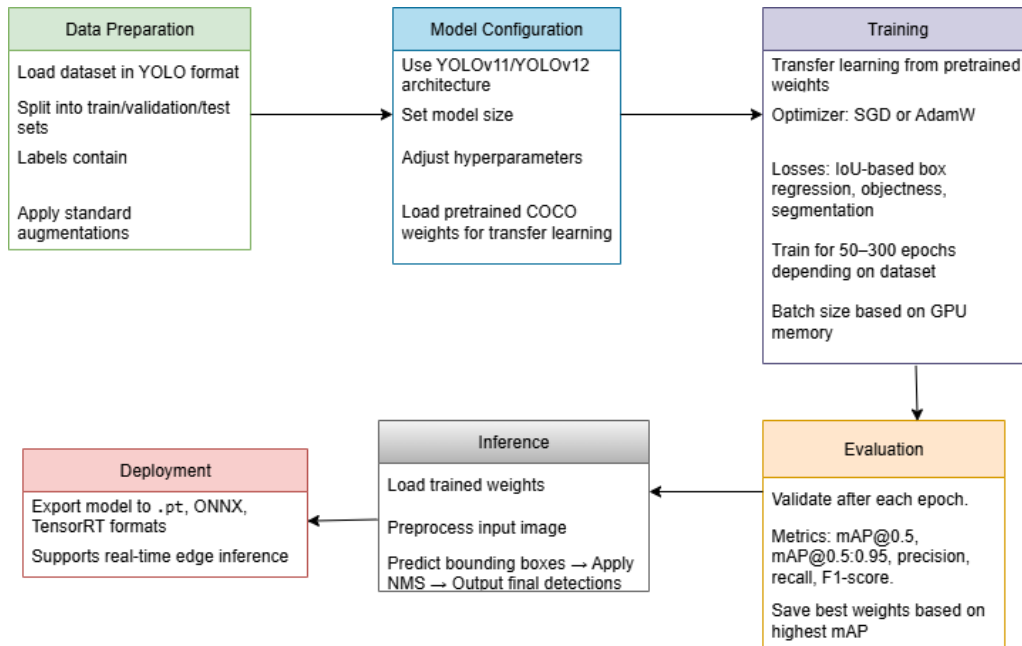 Data Preparation
Load dataset in YOLO format
Split into train/validation/test
sets
Labels contain
Apply standard
augmentations
Model Configuration
Use YOLOv11/YOLOv12
architecture
Set model size
Adjust hyperparameters
Load pretrained COCO
weights for transfer learning
Training
Transfer learning from pretrained
weights
Optimizer: SGD or AdamW
Losses: IoU-based box
regression, objectness,
segmentation
Train for 50–300 epochs
depending on dataset
Batch size based on GPU
memory
Evaluation
Validate after each epoch.
Metrics: mAP@0.5,
mAP@0.5:0.95, precision,
recall, F1-score.
Save best weights based on
highest mAP
Inference
Load trained weights
Preprocess input image
Predict bounding boxes → Apply
NMS → Output final detections
Deployment
Export model to .pt, ONNX,
TensorRT formats
Supports real-time edge inference